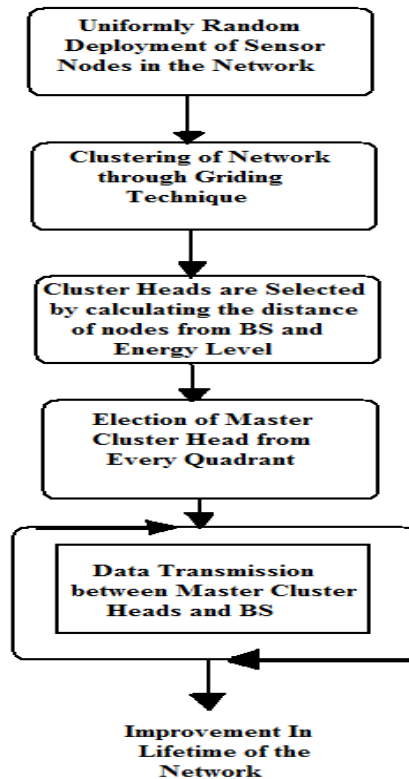 Uniformly Random
Deployment of Sensor
Nodes in the Network
Clustering of Network
through Griding
Technique
Cluster Heads are Selected
by calculating the distance
of nodes from BS and
Energy Level
Election of Master
Cluster Head from
Every Quadrant
Data Transmission
between Master Cluster
Heads and BS
Improvement In
Lifetime of the
Network